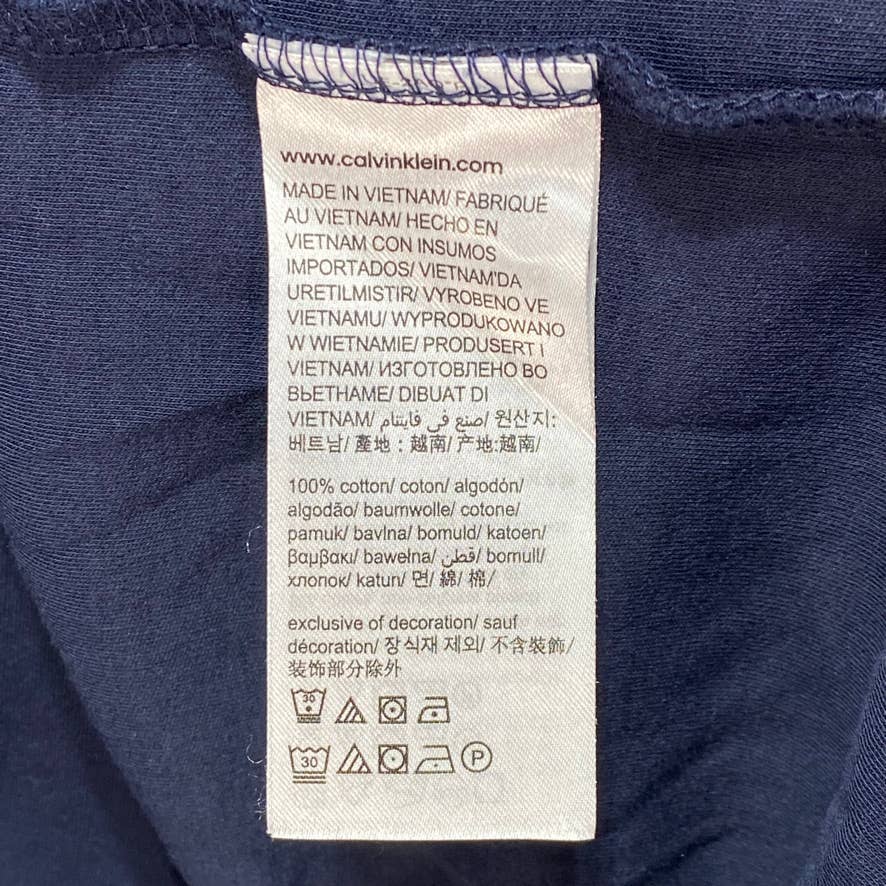 www.calvinklein.com
MADE IN VIETNAM/ FABRIQUÉ
AU VIETNAM/ HECHO EN
VIETNAM CON INSUMOS
IMPORTADOS/ VIETNAM'DA
URETILMISTIR/ VYROBENO VE
VIETNAMU/ WYPRODUKOWANO
W WIETNAMIE/ PRODUSERT I
VIETNAM/ ИЗГОТОВЛЕНО ВО
ВЬЕТНАМЕ/ DIBUAT DI
VIETNAM/ صنع في فايتنام/ 원산지:
베트남/ 產地：越南/ 产地:越南/
100% cotton/ coton/ algodón/
algodão/ baumwolle/ cotone/
pamuk/ bavlna/ bomuld/ katoen/
βαμβακι/ bawełna/ قطن/ bomull/
хлопок/ katun/ 면/ 綿/ 棉/
exclusive of decoration/ sauf
décoration/ 장식재 제외/ 不含裝飾/
装饰部分除外
30
30 P